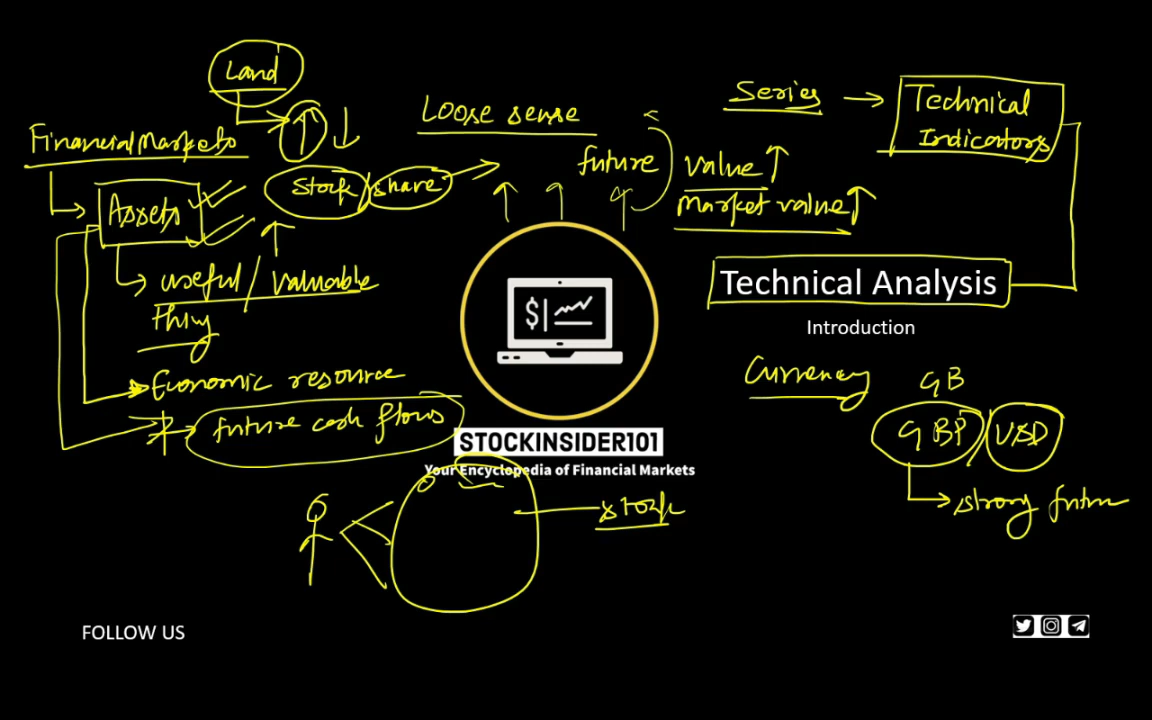 Land
Financial Markets
Assets
useful / valuable
thing
Economic resource
future cash flows
Stock / share
Loose sense
future
value
market value
Series
Technical
Indicators
Technical Analysis
Introduction
Currency
GB
GBP / USD
strong future
$
STOCKINSIDER101
Your Encyclopedia of Financial Markets
stock
FOLLOW US